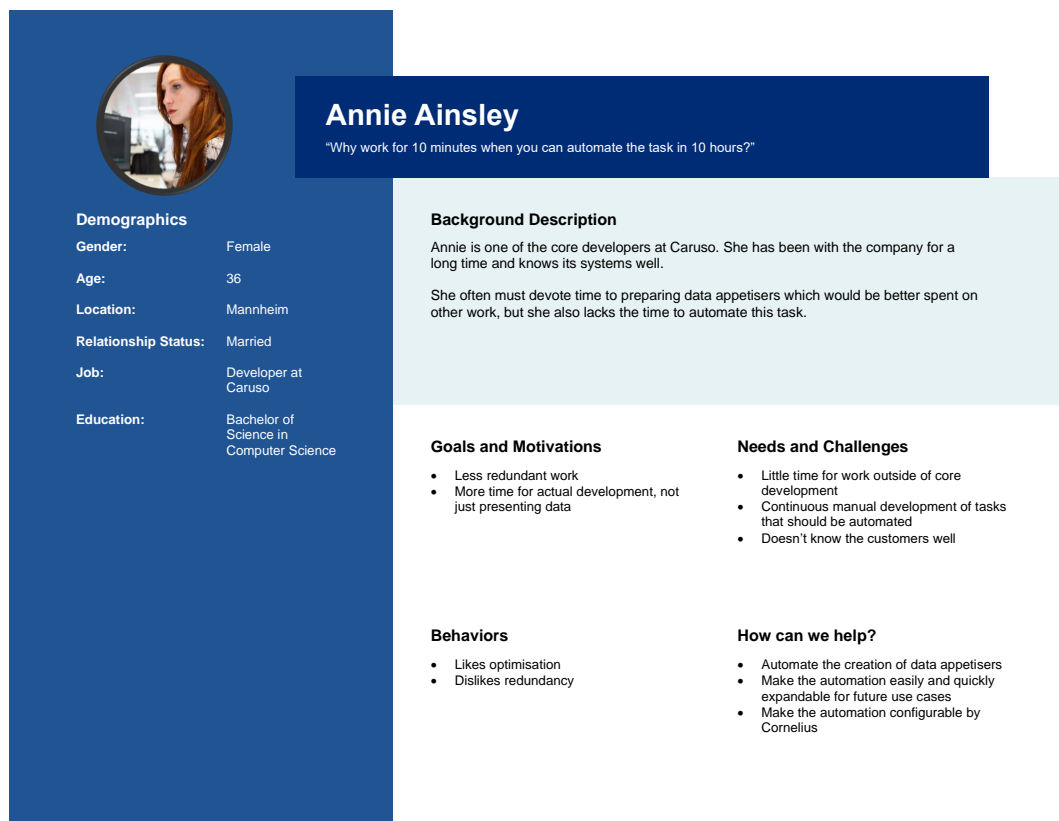 Annie Ainsley
“Why work for 10 minutes when you can automate the task in 10 hours?”
Demographics
Gender: Female
Age: 36
Location: Mannheim
Relationship Status: Married
Job: Developer at
Caruso
Education: Bachelor of
Science in
Computer Science
Background Description
Annie is one of the core developers at Caruso. She has been with the company for a
long time and knows its systems well.
She often must devote time to preparing data appetisers which would be better spent on
other work, but she also lacks the time to automate this task.
Goals and Motivations
• Less redundant work
• More time for actual development, not
just presenting data
Needs and Challenges
• Little time for work outside of core
development
• Continuous manual development of tasks
that should be automated
• Doesn’t know the customers well
Behaviors
• Likes optimisation
• Dislikes redundancy
How can we help?
• Automate the creation of data appetisers
• Make the automation easily and quickly
expandable for future use cases
• Make the automation configurable by
Cornelius